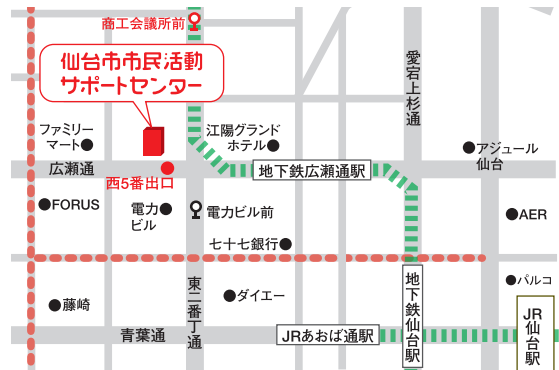 商工会議所前
仙台市市民活動
サポートセンター
愛宕上杉通
ファミリー
マート
江陽グランド
ホテル
アジュール
仙台
広瀬通
西5番出口
地下鉄広瀬通駅
FORUS
電力
ビル
電力ビル前
AER
七十七銀行
東二番丁通
地下鉄仙台駅
パルコ
藤崎
ダイエー
JR仙台駅
青葉通
JRあおば通駅